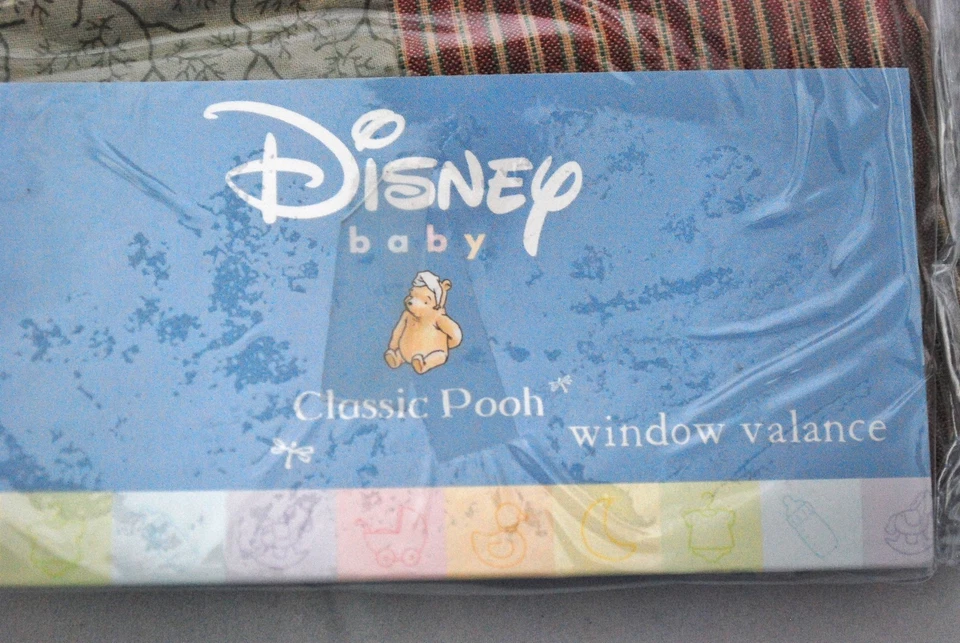 Disney
baby
Classic Pooh
window valance